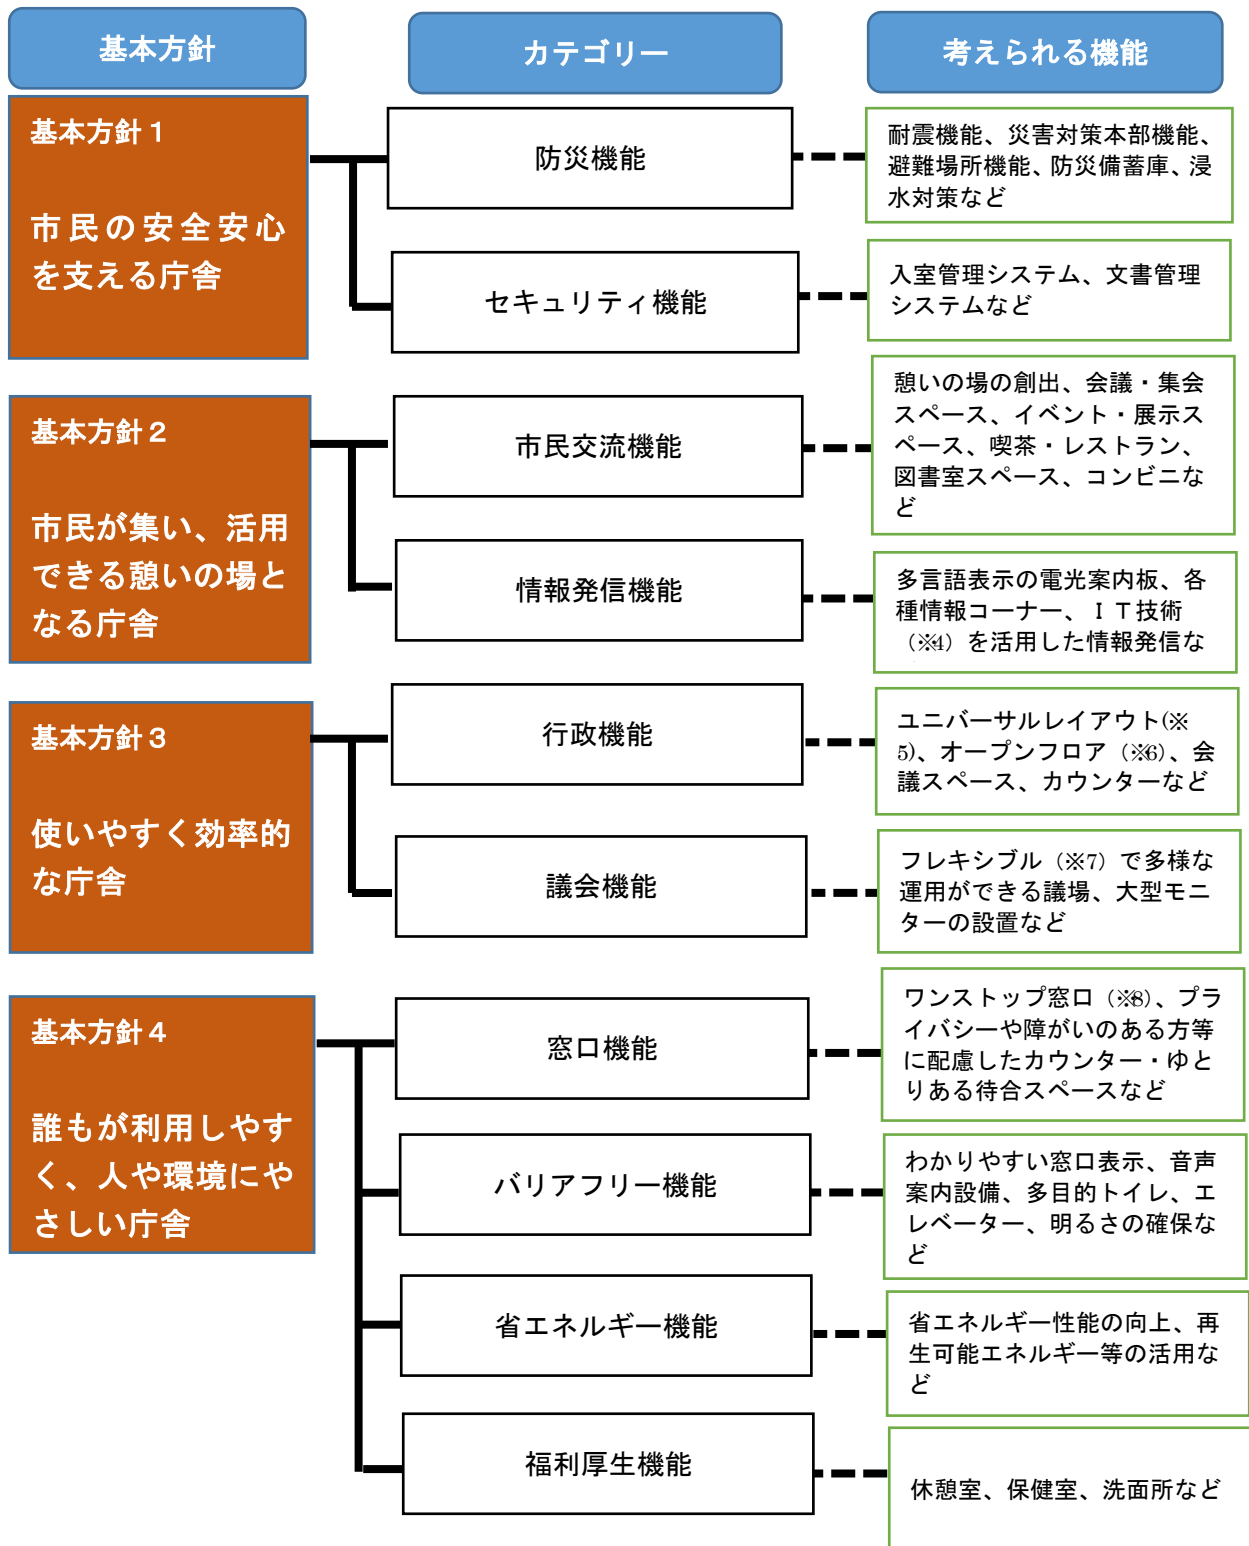 基本方針
カテゴリー
考えられる機能
基本方針１
市民の安全安心
を支える庁舎
防災機能
耐震機能、災害対策本部機能、
避難場所機能、防災備蓄庫、浸
水対策など
セキュリティ機能
入室管理システム、文書管理
システムなど
基本方針２
市民が集い、活用
できる憩いの場と
なる庁舎
市民交流機能
憩いの場の創出、会議・集会
スペース、イベント・展示ス
ペース、喫茶・レストラン、
図書室スペース、コンビニな
ど
情報発信機能
多言語表示の電光案内板、各
種情報コーナー、ＩＴ技術
（※4）を活用した情報発信な
基本方針３
使いやすく効率的
な庁舎
行政機能
ユニバーサルレイアウト(※
5)、オープンフロア（※6）、会
議スペース、カウンターなど
議会機能
フレキシブル（※7）で多様な
運用ができる議場、大型モニ
ターの設置など
基本方針４
誰もが利用しやす
く、人や環境にや
さしい庁舎
窓口機能
ワンストップ窓口（※8）、プラ
イバシーや障がいのある方等
に配慮したカウンター・ゆと
りある待合スペースなど
バリアフリー機能
わかりやすい窓口表示、音声
案内設備、多目的トイレ、エ
レベーター、明るさの確保な
ど
省エネルギー機能
省エネルギー性能の向上、再
生可能エネルギー等の活用な
ど
福利厚生機能
休憩室、保健室、洗面所など